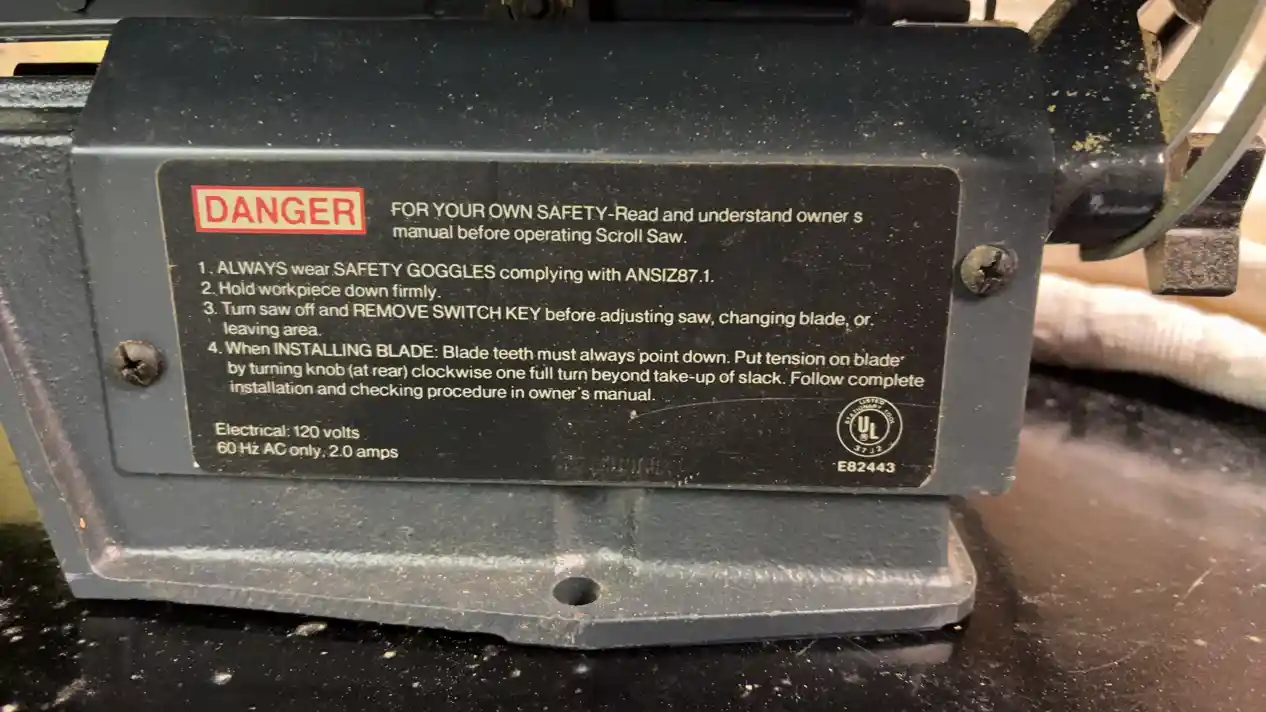 DANGER
FOR YOUR OWN SAFETY-Read and understand owner s
manual before operating Scroll Saw.
1. ALWAYS wear SAFETY GOGGLES complying with ANSIZ87.1.
2. Hold workpiece down firmly.
3. Turn saw off and REMOVE SWITCH KEY before adjusting saw, changing blade, or
leaving area.
4. When INSTALLING BLADE: Blade teeth must always point down. Put tension on blade
by turning knob (at rear) clockwise one full turn beyond take-up of slack. Follow complete
installation and checking procedure in owner's manual.
Electrical: 120 volts
60 Hz AC only, 2.0 amps
LISTED
STATIONARY TOOL
UL
®
37J2
E82443